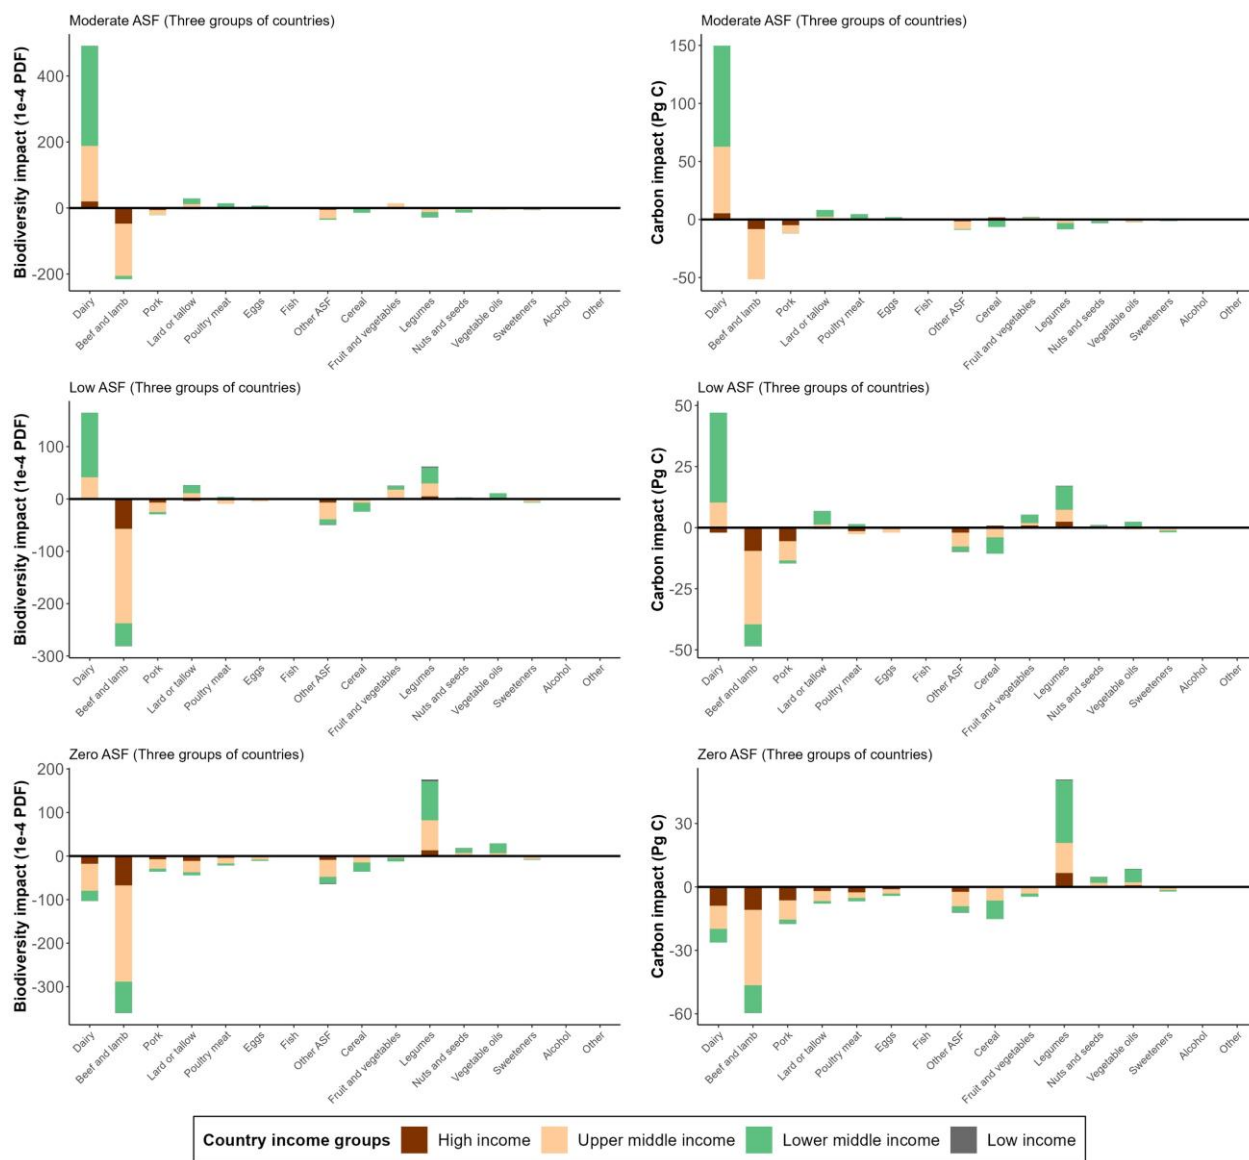 Moderate ASF (Three groups of countries)
Biodiversity impact (1e-4 PDF)
400
200
0
-200
Dairy
Beef and lamb
Pork
Lard or tallow
Poultry meat
Eggs
Fish
Other ASF
Cereal
Fruit and vegetables
Legumes
Nuts and seeds
Vegetable oils
Sweeteners
Alcohol
Other
Moderate ASF (Three groups of countries)
Carbon impact (Pg C)
150
100
50
0
-50
Dairy
Beef and lamb
Pork
Lard or tallow
Poultry meat
Eggs
Fish
Other ASF
Cereal
Fruit and vegetables
Legumes
Nuts and seeds
Vegetable oils
Sweeteners
Alcohol
Other
Low ASF (Three groups of countries)
Biodiversity impact (1e-4 PDF)
100
0
-100
-200
-300
Dairy
Beef and lamb
Pork
Lard or tallow
Poultry meat
Eggs
Fish
Other ASF
Cereal
Fruit and vegetables
Legumes
Nuts and seeds
Vegetable oils
Sweeteners
Alcohol
Other
Low ASF (Three groups of countries)
Carbon impact (Pg C)
50
25
0
-25
-50
Dairy
Beef and lamb
Pork
Lard or tallow
Poultry meat
Eggs
Fish
Other ASF
Cereal
Fruit and vegetables
Legumes
Nuts and seeds
Vegetable oils
Sweeteners
Alcohol
Other
Zero ASF (Three groups of countries)
Biodiversity impact (1e-4 PDF)
200
100
0
-100
-200
-300
Dairy
Beef and lamb
Pork
Lard or tallow
Poultry meat
Eggs
Fish
Other ASF
Cereal
Fruit and vegetables
Legumes
Nuts and seeds
Vegetable oils
Sweeteners
Alcohol
Other
Zero ASF (Three groups of countries)
Carbon impact (Pg C)
30
0
-30
-60
Dairy
Beef and lamb
Pork
Lard or tallow
Poultry meat
Eggs
Fish
Other ASF
Cereal
Fruit and vegetables
Legumes
Nuts and seeds
Vegetable oils
Sweeteners
Alcohol
Other
Country income groups High income Upper middle income Lower middle income Low income